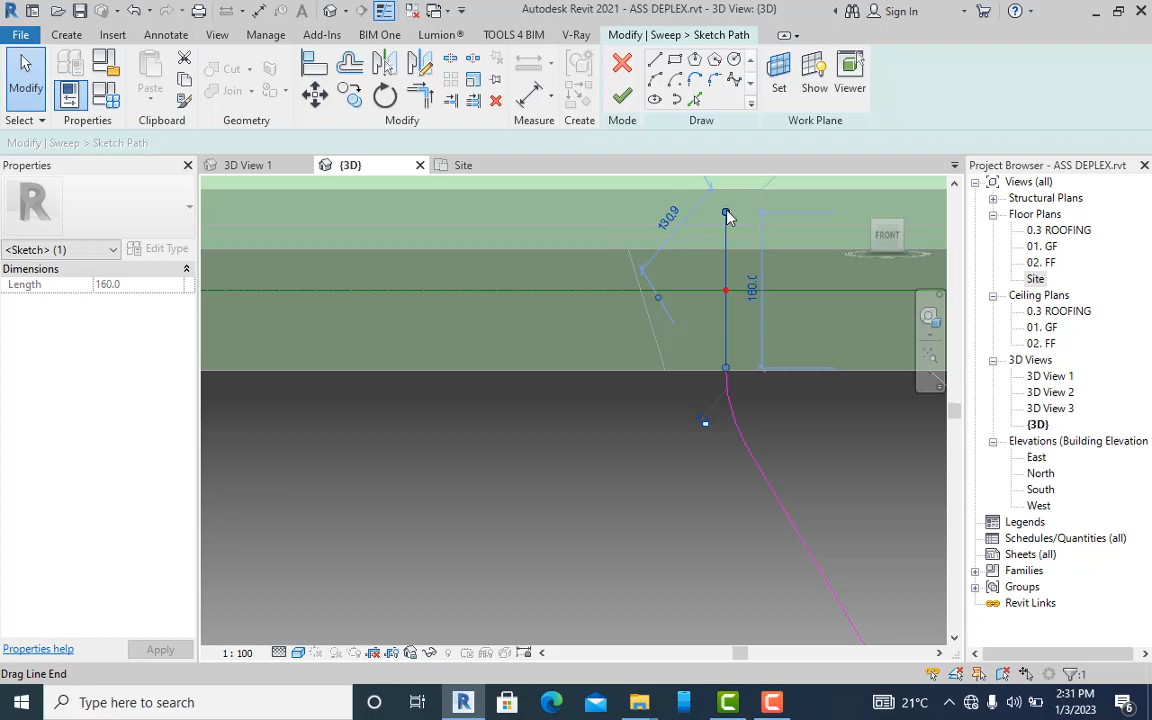 Autodesk Revit 2021 - ASS DEPLEX.rvt - 3D View: {3D}
Sign In
File Create Insert Annotate View Manage Add-Ins BIM One Lumion® TOOLS 4 BIM V-Ray Modify | Sweep > Sketch Path
Modify
Paste
Cut
Join
Create
Set Show Viewer
Select Properties Clipboard Geometry Modify Measure Create Mode Draw Work Plane
Modify | Sweep > Sketch Path
Properties
3D View 1
{3D}
Site
Project Browser - ASS DEPLEX.rvt
<Sketch> (1)
Edit Type
Dimensions
Length 160.0
Properties help
Apply
130.9
160.0
FRONT
Views (all)
Structural Plans
Floor Plans
0.3 ROOFING
01. GF
02. FF
Site
Ceiling Plans
0.3 ROOFING
01. GF
02. FF
3D Views
3D View 1
3D View 2
3D View 3
{3D}
Elevations (Building Elevation
East
North
South
West
Legends
Schedules/Quantities (all)
Sheets (all)
Families
Groups
Revit Links
1 : 100
Drag Line End
:1
Type here to search
21°C
2:31 PM
1/3/2023
6